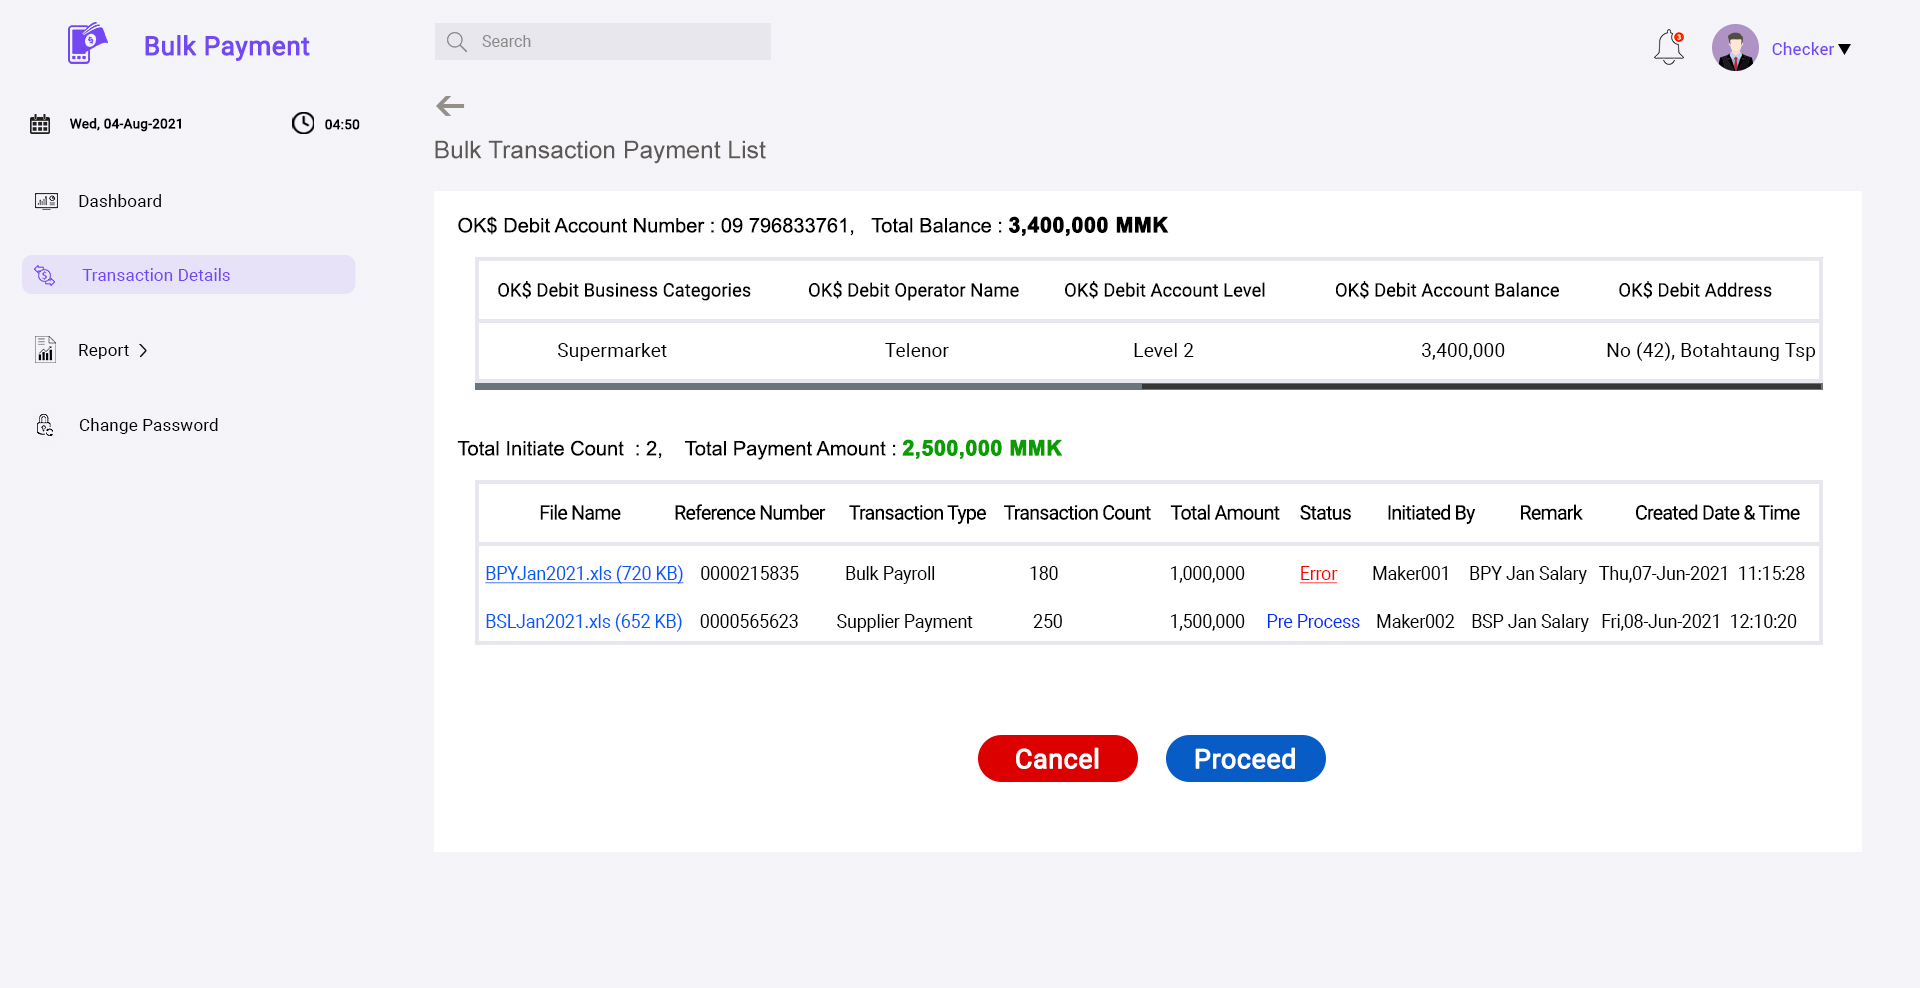 Bulk Payment
Search
3
Checker
Wed, 04-Aug-2021 04:50
Bulk Transaction Payment List
Dashboard
Transaction Details
Report
Change Password
OK$ Debit Account Number : 09 796833761, Total Balance : 3,400,000 MMK
OK$ Debit Business Categories OK$ Debit Operator Name OK$ Debit Account Level OK$ Debit Account Balance OK$ Debit Address
Supermarket Telenor Level 2 3,400,000 No (42), Botahtaung Tsp
Total Initiate Count : 2, Total Payment Amount : 2,500,000 MMK
File Name Reference Number Transaction Type Transaction Count Total Amount Status Initiated By Remark Created Date & Time
BPYJan2021.xls (720 KB) 0000215835 Bulk Payroll 180 1,000,000 Error Maker001 BPY Jan Salary Thu,07-Jun-2021 11:15:28
BSLJan2021.xls (652 KB) 0000565623 Supplier Payment 250 1,500,000 Pre Process Maker002 BSP Jan Salary Fri,08-Jun-2021 12:10:20
Cancel Proceed